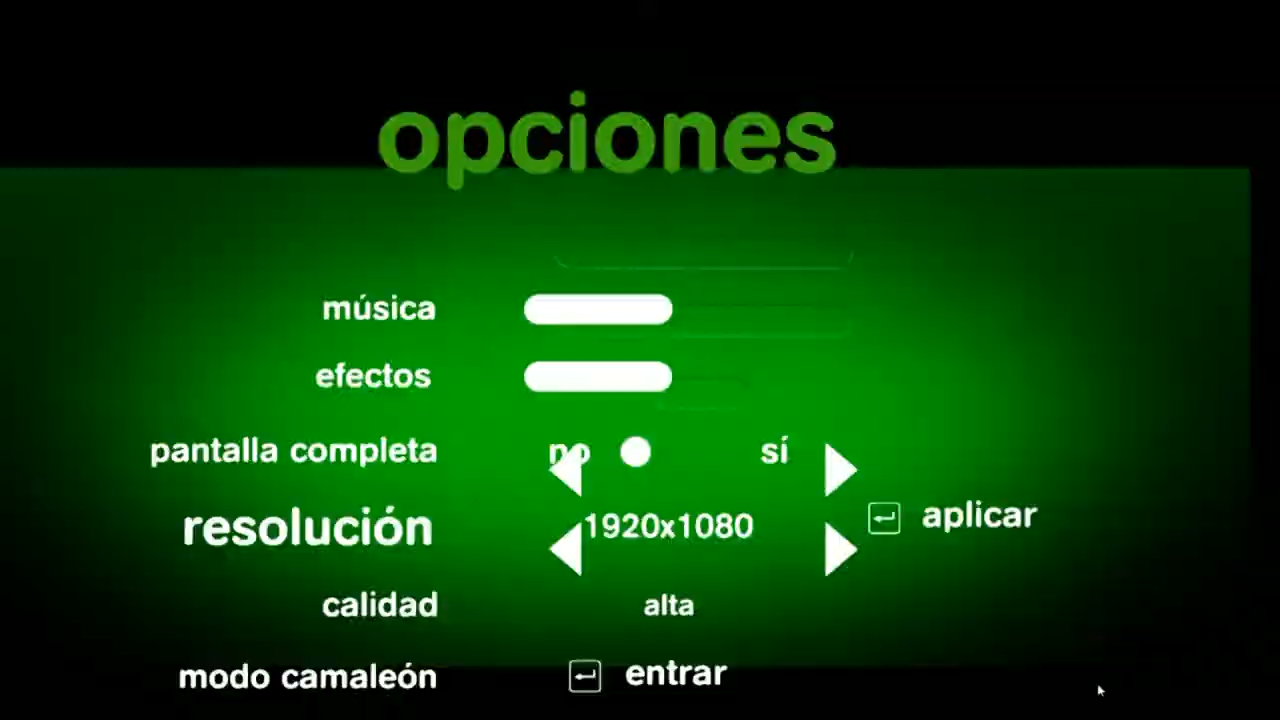 opciones
música
efectos
pantalla completa no sí
resolución 1920x1080 aplicar
calidad alta
modo camaleón entrar